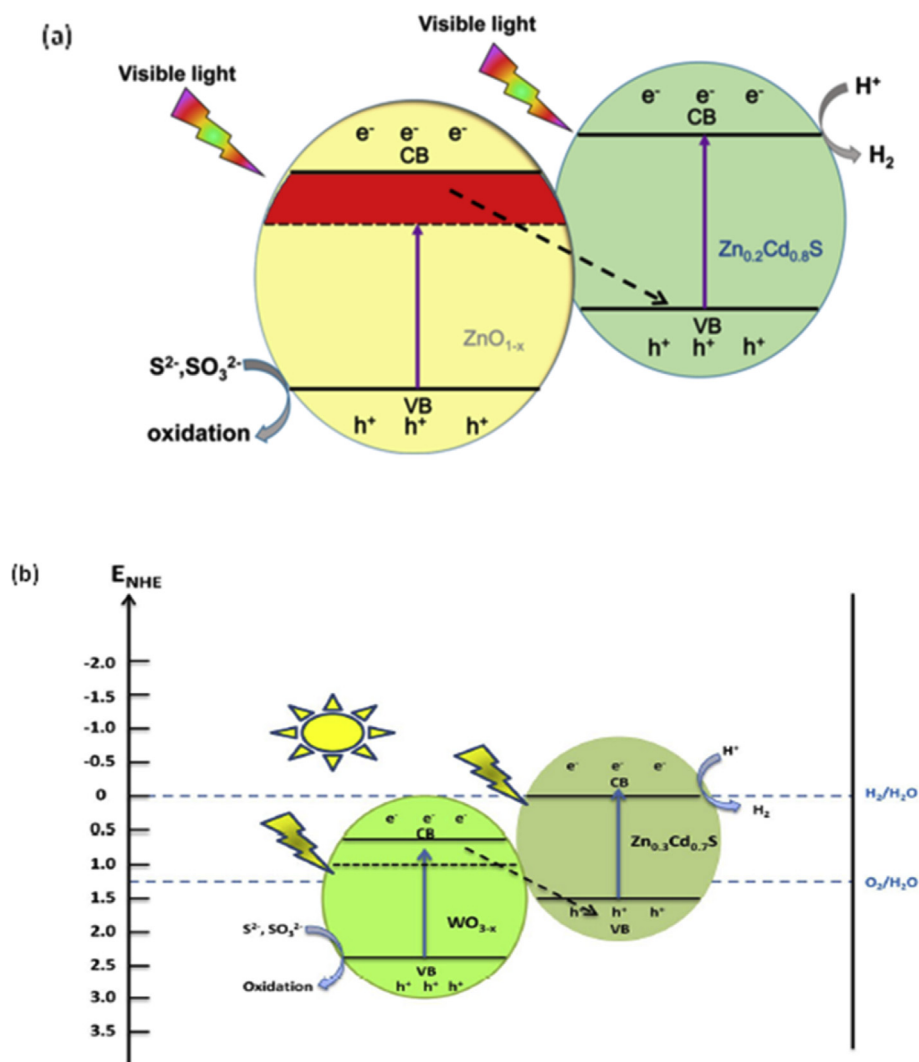 (a)
Visible light
Visible light
e⁻ e⁻ e⁻
CB
H⁺
H₂
e⁻ e⁻ e⁻
CB
Zn₀.₂Cd₀.₈S
ZnO₁₋ₓ
VB
h⁺ h⁺ h⁺
S²⁻,SO₃²⁻
oxidation
VB
h⁺ h⁺ h⁺
(b)
E_NHE
-2.0
-1.5
-1.0
-0.5
0
0.5
1.0
1.5
2.0
2.5
3.0
3.5
e⁻ e⁻ e⁻
CB
H⁺
H₂
H₂/H₂O
e⁻ e⁻ e⁻
CB
Zn₀.₃Cd₀.₇S
O₂/H₂O
h⁺ h⁺ h⁺
VB
WO₃₋ₓ
S²⁻, SO₃²⁻
Oxidation
VB
h⁺ h⁺ h⁺